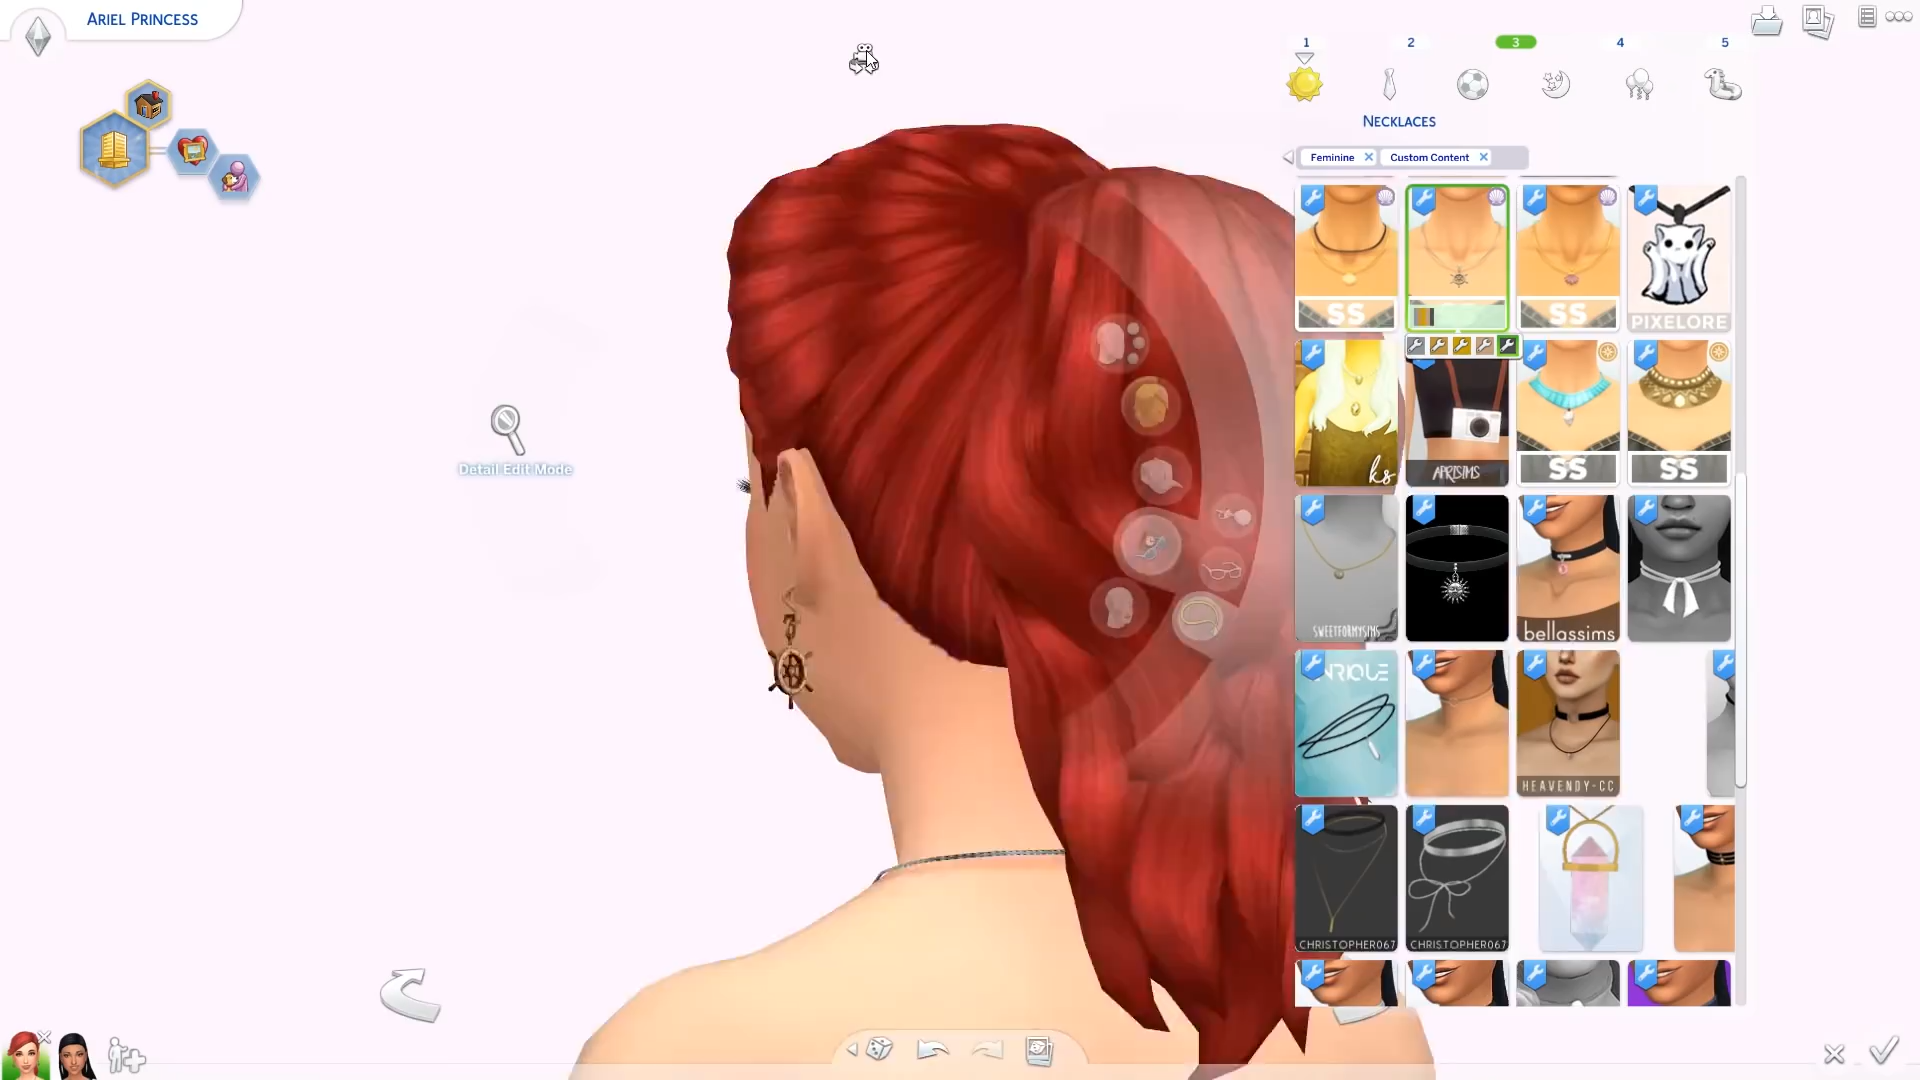 Ariel Princess
1 2 3 4 5
Necklaces
Feminine Custom Content
SS SS PIXELORE
ks APRISIMS SS SS
SWEETFORMYSIMS bellassims
HEAVENDY-CC
CHRISTOPHER067 CHRISTOPHER067
Detail Edit Mode